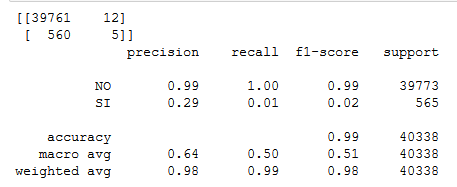 [[39761 12]
[ 560 5]]
precision recall f1-score support
NO 0.99 1.00 0.99 39773
SI 0.29 0.01 0.02 565
accuracy 0.99 40338
macro avg 0.64 0.50 0.51 40338
weighted avg 0.98 0.99 0.98 40338